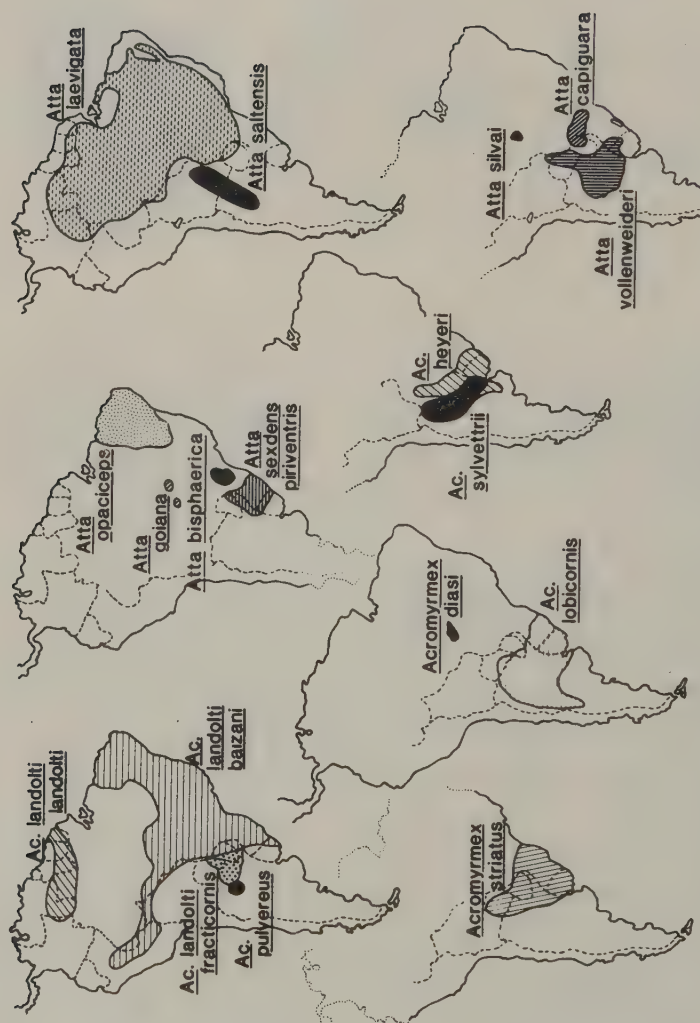 Ac. landolti
landolti
Ac.
landolti
balzani
Ac. landolti
fracticornis
Ac.
pulvereus
Atta
opaciceps
Atta
goiana
Atta bisphaerica
Atta
sexdens
piriventris
Atta
laevigata
Atta saltensis
Acromyrmex
striatus
Acromyrmex
diasi
Ac.
lobicornis
Ac.
heyeri
Ac.
sylvettrii
Atta silvai
Atta
capiguara
Atta
vollenweideri